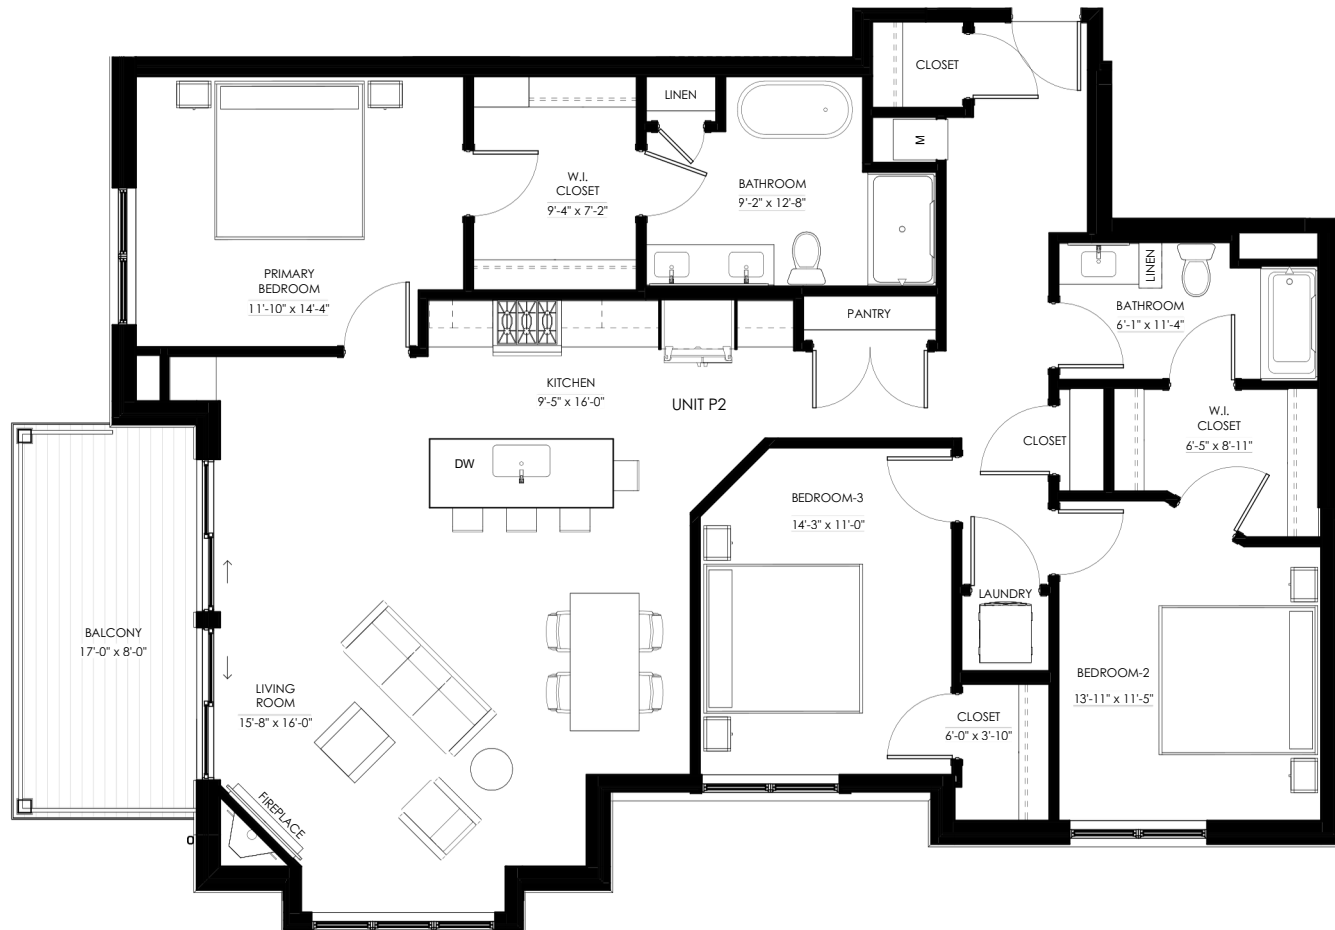 CLOSET
LINEN
M
W.I.
CLOSET
9'-4" x 7'-2"
BATHROOM
9'-2" x 12'-8"
PRIMARY
BEDROOM
11'-10" x 14'-4"
LINEN
BATHROOM
6'-1" x 11'-4"
PANTRY
KITCHEN
9'-5" x 16'-0"
UNIT P2
W.I.
CLOSET
6'-5" x 8'-11"
CLOSET
DW
BEDROOM-3
14'-3" x 11'-0"
LAUNDRY
BALCONY
17'-0" x 8'-0"
LIVING
ROOM
15'-8" x 16'-0"
BEDROOM-2
13'-11" x 11'-5"
CLOSET
6'-0" x 3'-10"
FIREPLACE